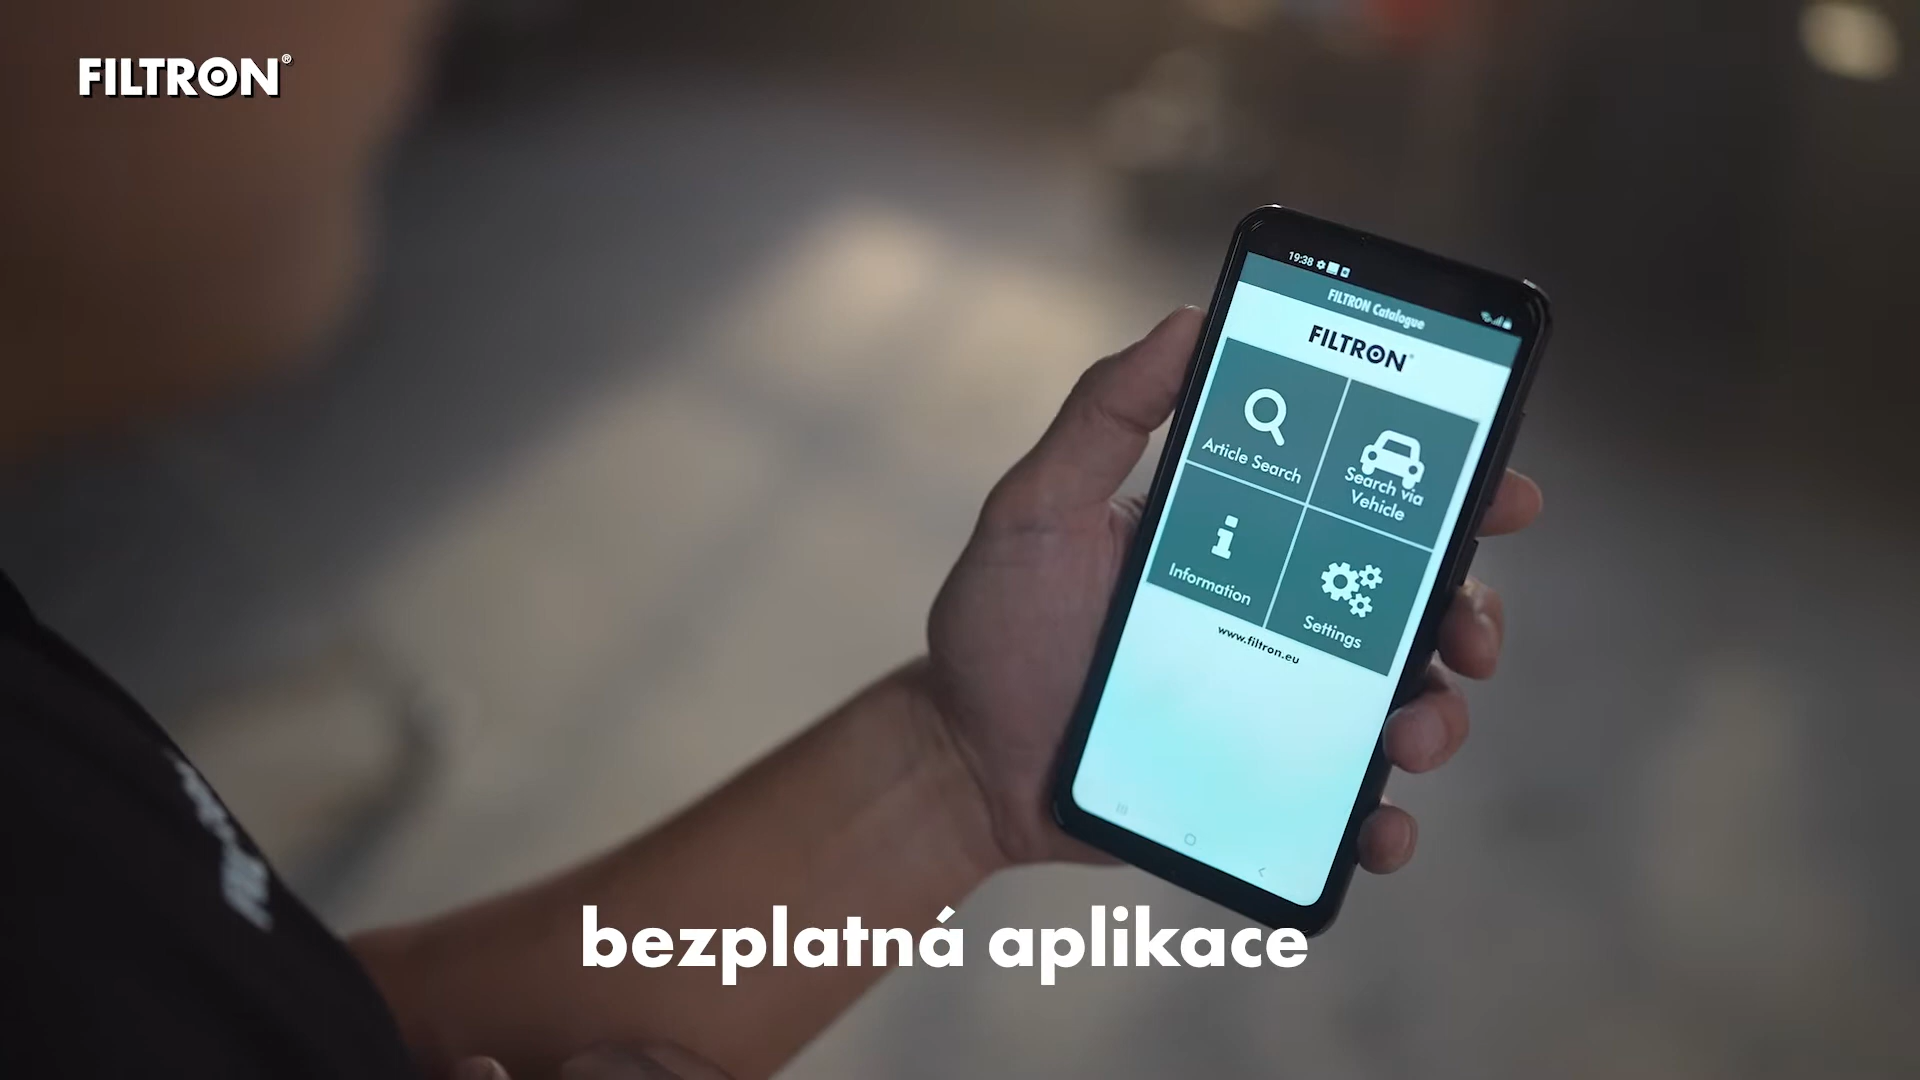 FILTRON®
19:38
FILTRON Catalogue
FILTRON
Article Search
Search via
Vehicle
Information
Settings
www.filtron.eu
bezplatná aplikace